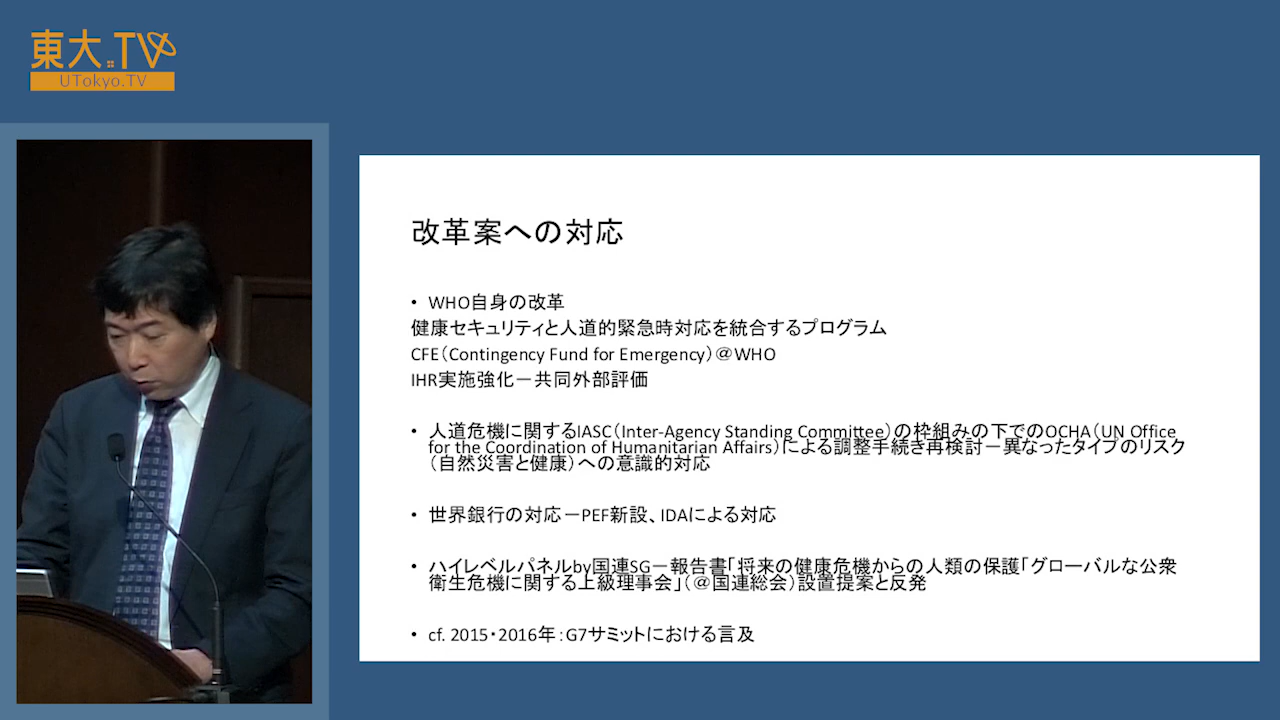 東大.TV
UTokyo.TV
改革案への対応
• WHO自身の改革
健康セキュリティと人道的緊急時対応を統合するプログラム
CFE(Contingency Fund for Emergency)@WHO
IHR実施強化－共同外部評価
• 人道危機に関するIASC(Inter-Agency Standing Committee)の枠組みの下でのOCHA(UN Office
for the Coordination of Humanitarian Affairs)による調整手続き再検討－異なったタイプのリスク
(自然災害と健康)への意識的対応
• 世界銀行の対応－PEF新設、IDAによる対応
• ハイレベルパネルby国連SG－報告書「将来の健康危機からの人類の保護「グローバルな公衆
衛生危機に関する上級理事会」(@国連総会)設置提案と反発
• cf. 2015・2016年:G7サミットにおける言及